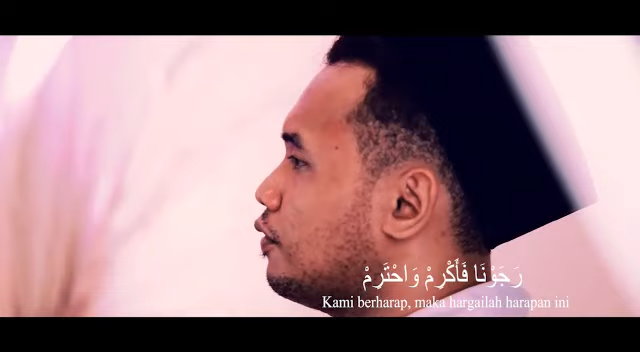 رَجَوْنَا فَأَكْرِمْ وَاحْتَرِمْ
Kami berharap, maka hargailah harapan ini